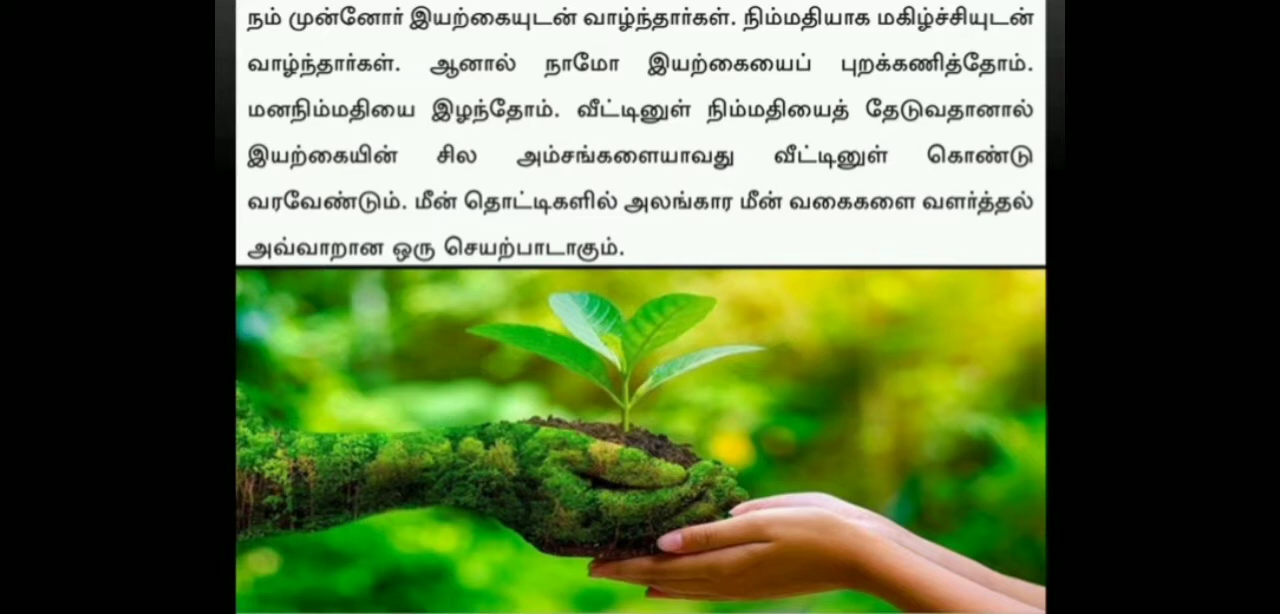 நம் முன்னோர் இயற்கையுடன் வாழ்ந்தார்கள். நிம்மதியாக மகிழ்ச்சியுடன்
வாழ்ந்தார்கள். ஆனால் நாமோ இயற்கையைப் புறக்கணித்தோம்.
மனநிம்மதியை இழந்தோம். வீட்டினுள் நிம்மதியைத் தேடுவதானால்
இயற்கையின் சில அம்சங்களையாவது வீட்டினுள் கொண்டு
வரவேண்டும். மீன் தொட்டிகளில் அலங்கார மீன் வகைகளை வளர்த்தல்
அவ்வாறான ஒரு செயற்பாடாகும்.